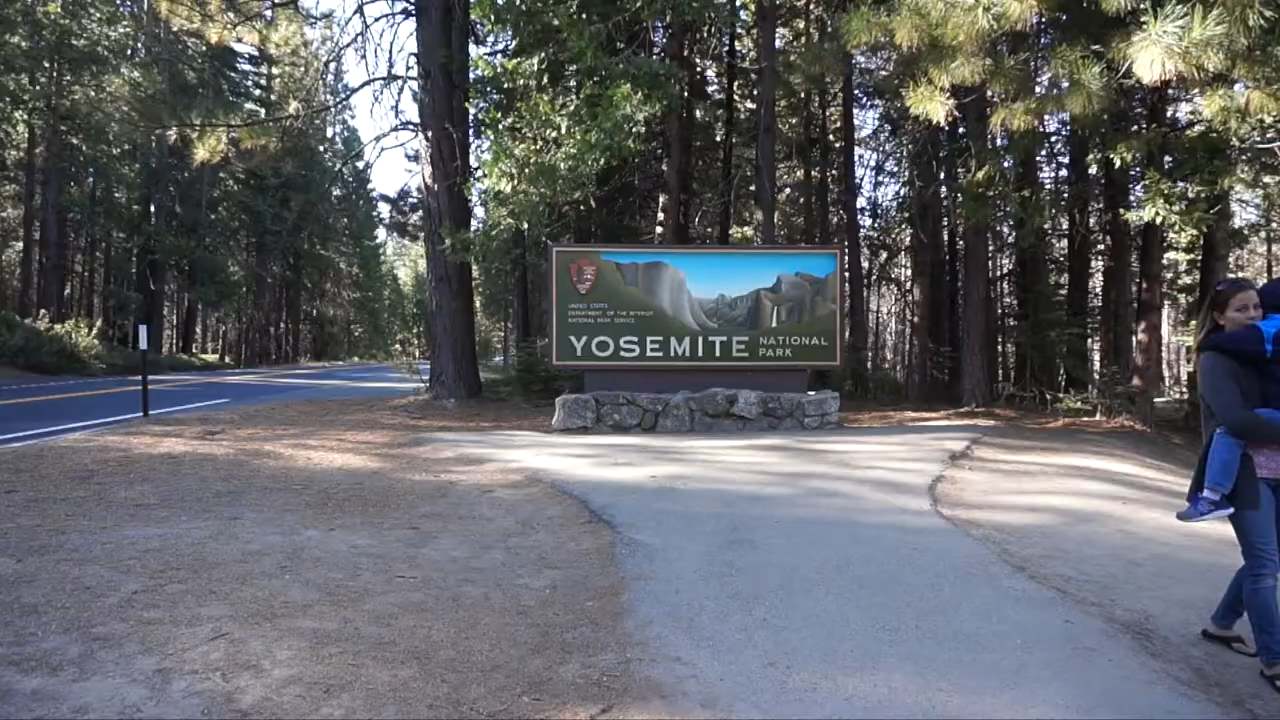 UNITED STATES
DEPARTMENT OF THE INTERIOR
NATIONAL PARK SERVICE
YOSEMITE NATIONAL PARK